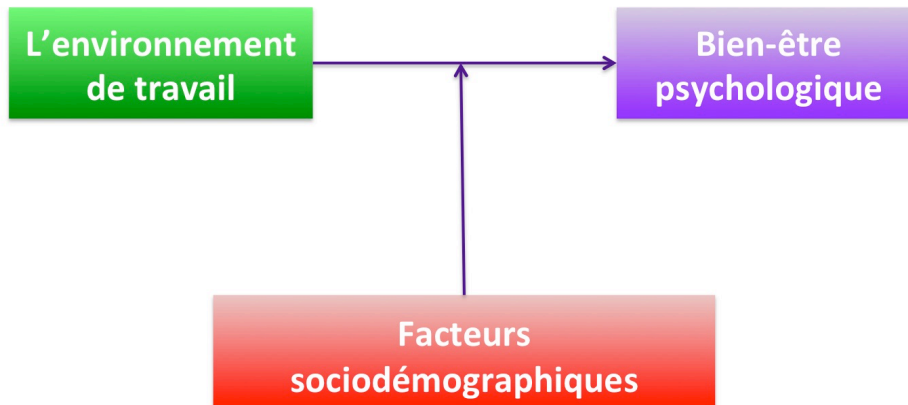 L’environnement
de travail
Bien-être
psychologique
Facteurs
sociodémographiques